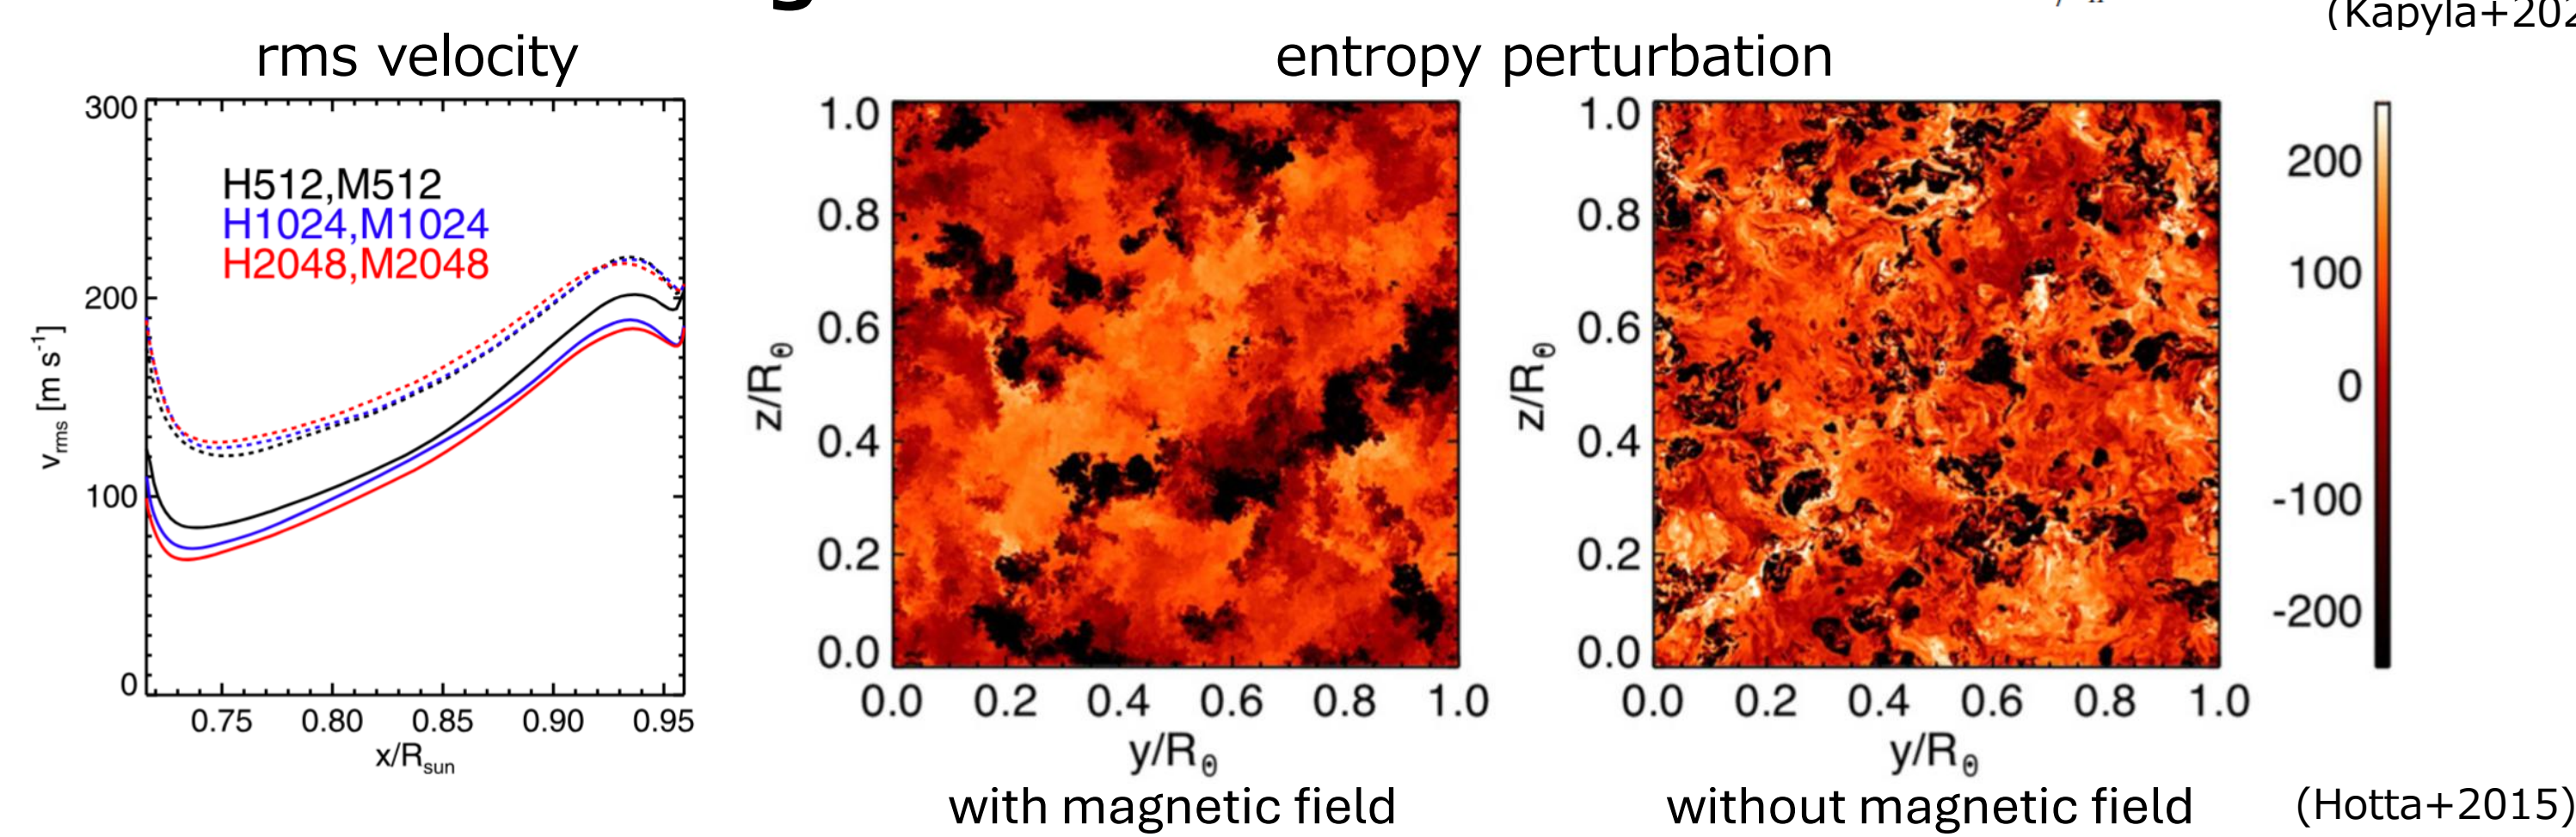 (Kapyla+202
rms velocity
entropy perturbation
300
200
100
0
v_rms [m s^-1]
H512,M512
H1024,M1024
H2048,M2048
0.75 0.80 0.85 0.90 0.95
x/R_sun
1.0
0.8
0.6
0.4
0.2
0.0
z/R_⊙
0.0 0.2 0.4 0.6 0.8 1.0
y/R_⊙
with magnetic field
1.0
0.8
0.6
0.4
0.2
0.0
z/R_⊙
0.0 0.2 0.4 0.6 0.8 1.0
y/R_⊙
without magnetic field
200
100
0
-100
-200
(Hotta+2015)